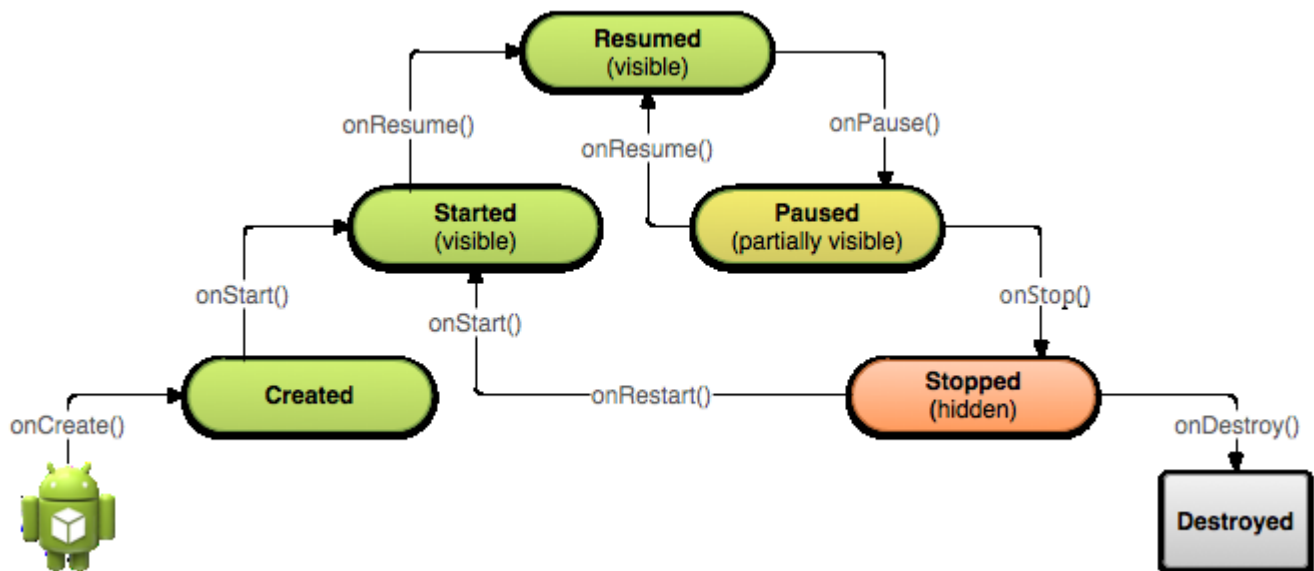 Resumed
(visible)
onResume()
onPause()
onResume()
Started
(visible)
Paused
(partially visible)
onStart()
onStop()
onStart()
Created
onRestart()
Stopped
(hidden)
onCreate()
onDestroy()
Destroyed